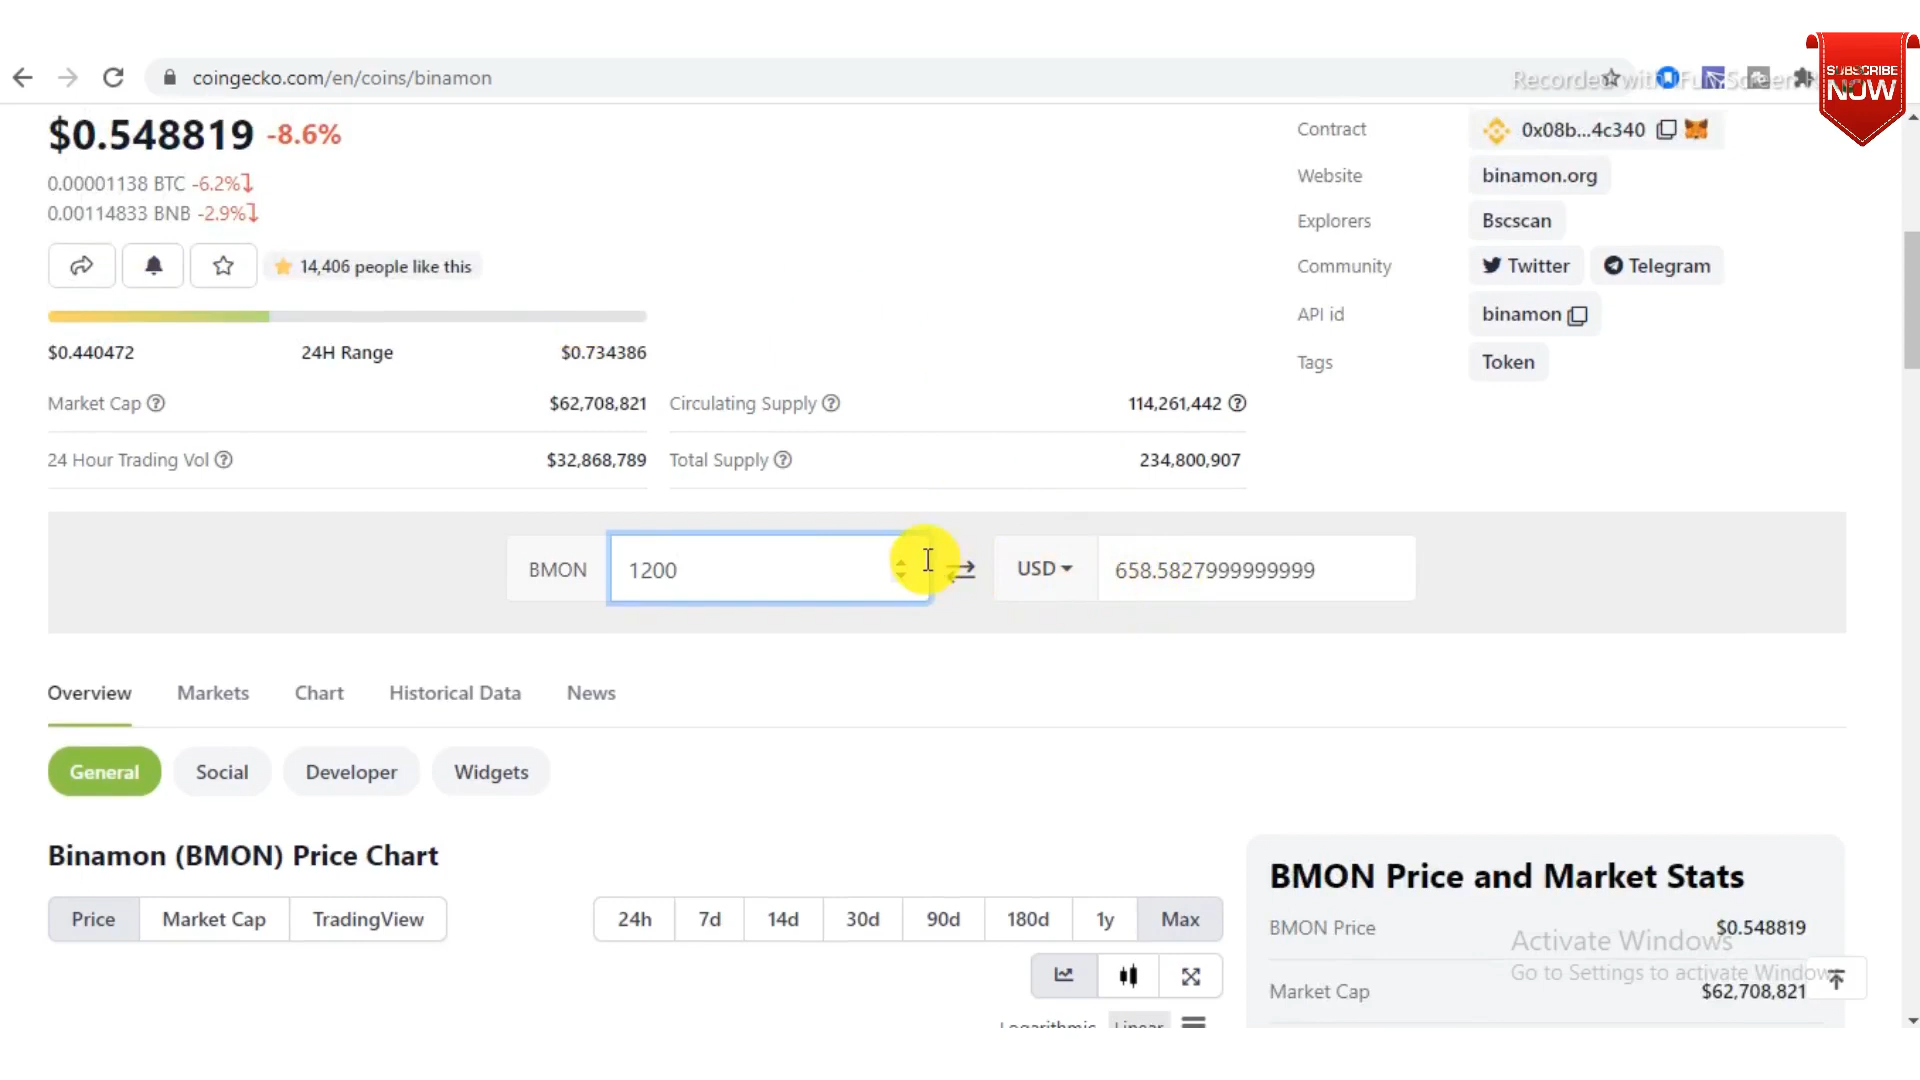 coingecko.com/en/coins/binamon
Recorded with iFun Screen
SUBSCRIBE
NOW
$0.548819 -8.6%
0.00001138 BTC -6.2%
0.00114833 BNB -2.9%
14,406 people like this
$0.440472 24H Range $0.734386
Market Cap $62,708,821 Circulating Supply 114,261,442
24 Hour Trading Vol $32,868,789 Total Supply 234,800,907
Contract 0x08b...4c340
Website binamon.org
Explorers Bscscan
Community Twitter Telegram
API id binamon
Tags Token
BMON 1200 USD 658.5827999999999
Overview Markets Chart Historical Data News
General Social Developer Widgets
Binamon (BMON) Price Chart
Price Market Cap TradingView 24h 7d 14d 30d 90d 180d 1y Max
Logarithmic Linear
BMON Price and Market Stats
BMON Price $0.548819
Market Cap $62,708,821
Activate Windows
Go to Settings to activate Windows